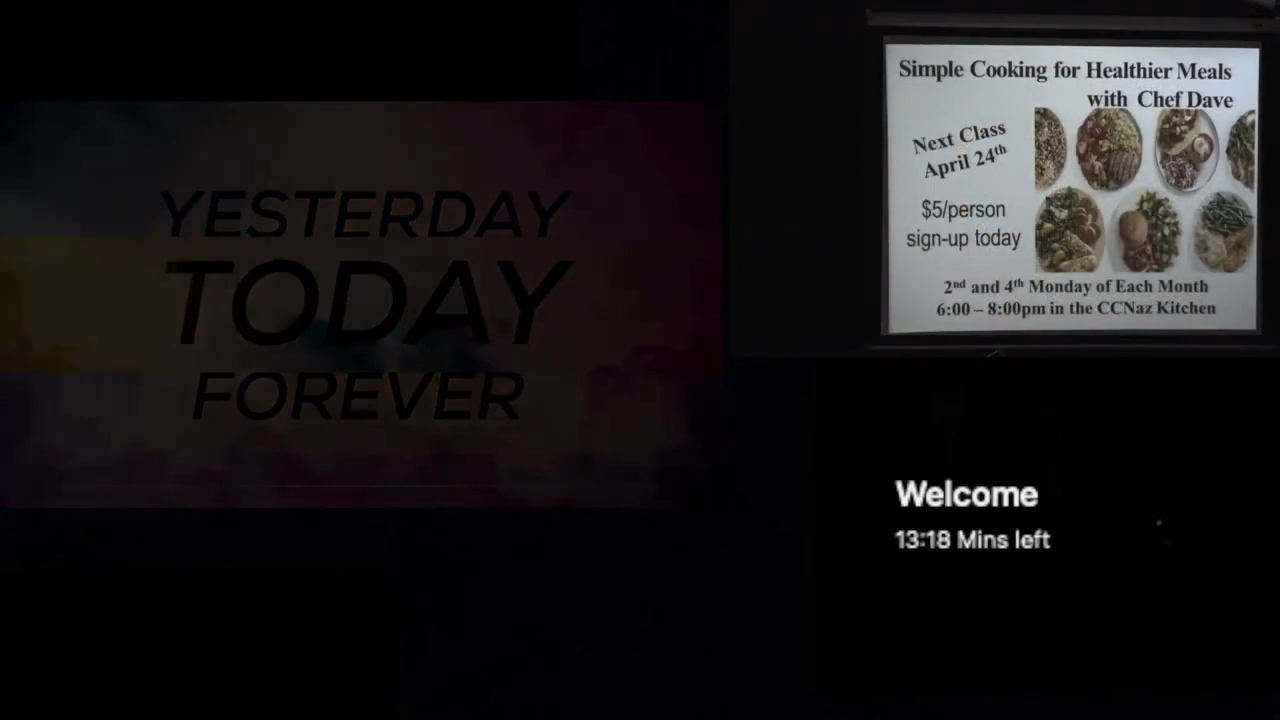 YESTERDAY
TODAY
FOREVER
Simple Cooking for Healthier Meals
with Chef Dave
Next Class
April 24th
$5/person
sign-up today
2nd and 4th Monday of Each Month
6:00 – 8:00pm in the CCNaz Kitchen
Welcome
13:18 Mins left